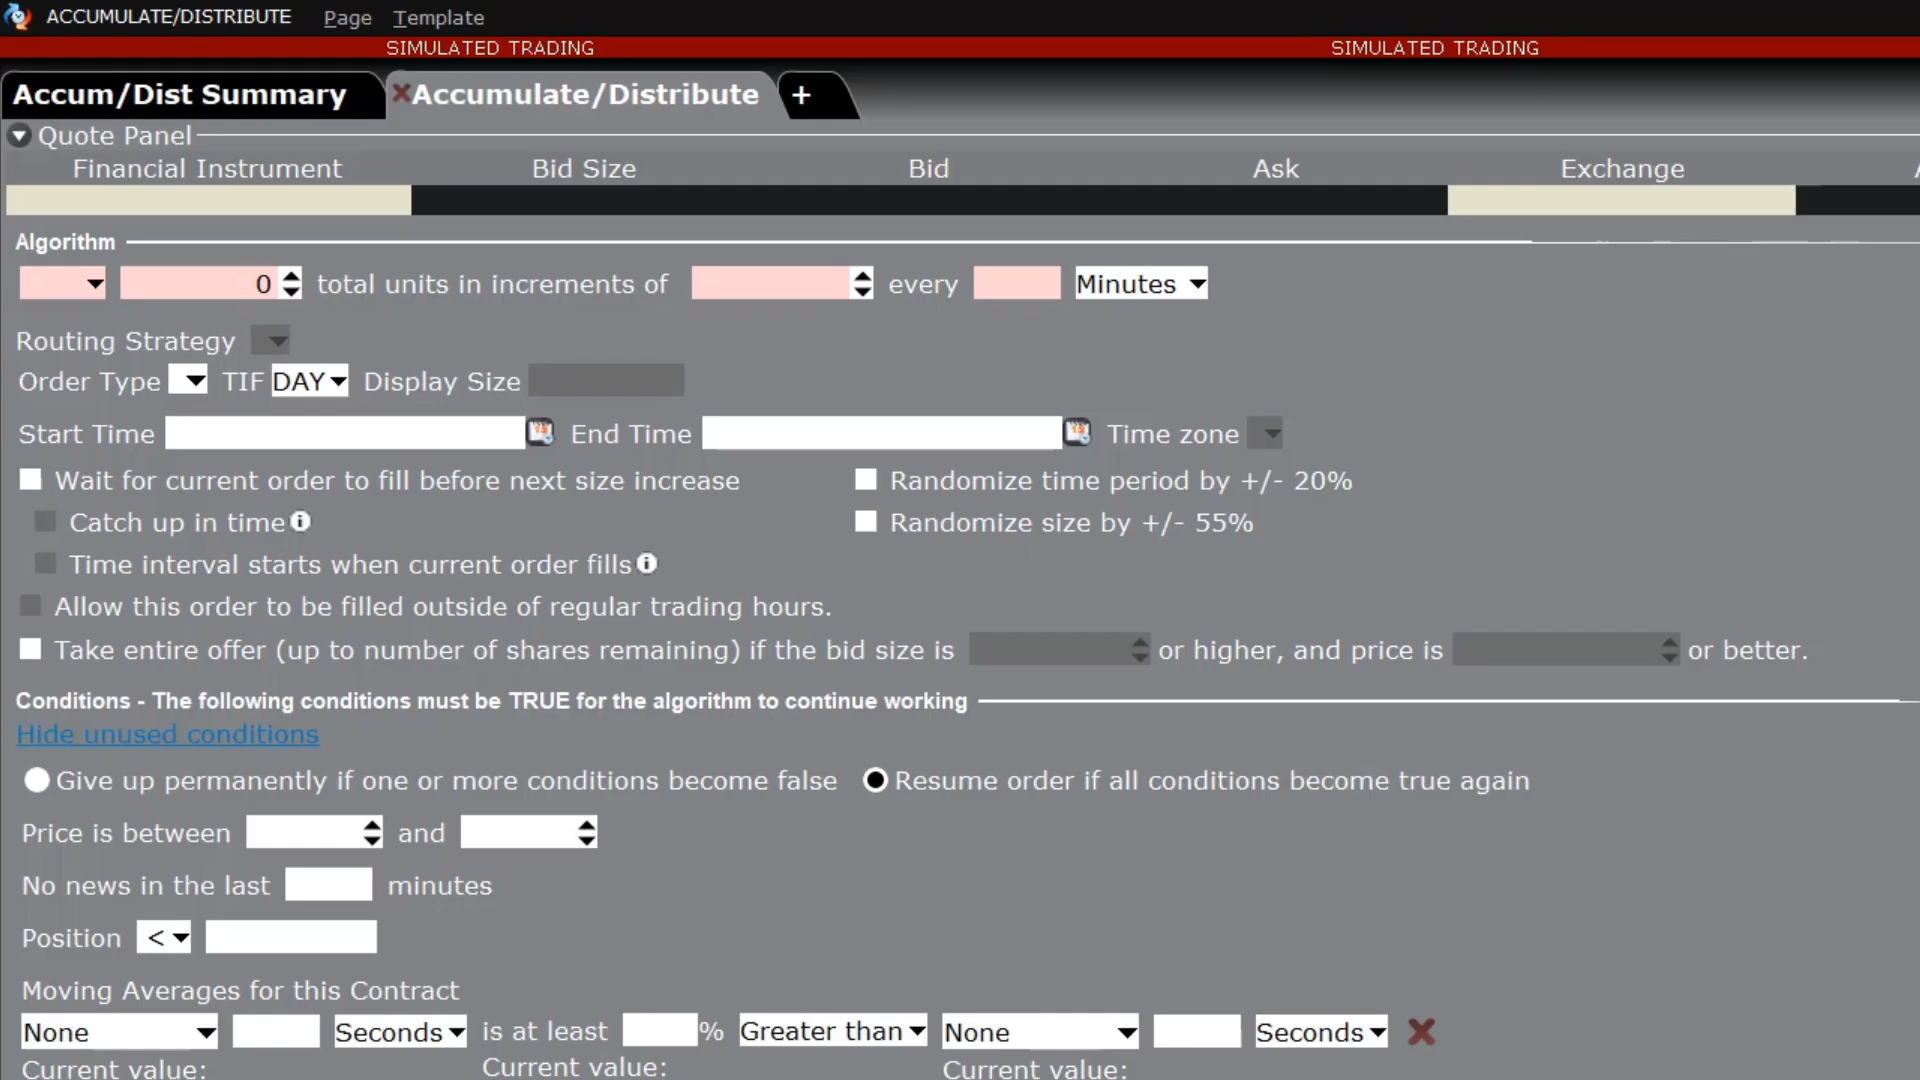 ACCUMULATE/DISTRIBUTE Page Template
SIMULATED TRADING SIMULATED TRADING
Accum/Dist Summary Accumulate/Distribute +
Quote Panel
Financial Instrument Bid Size Bid Ask Exchange
Algorithm
0 total units in increments of every Minutes
Routing Strategy
Order Type TIF DAY Display Size
Start Time End Time Time zone
Wait for current order to fill before next size increase Randomize time period by +/- 20%
Catch up in time Randomize size by +/- 55%
Time interval starts when current order fills
Allow this order to be filled outside of regular trading hours.
Take entire offer (up to number of shares remaining) if the bid size is or higher, and price is or better.
Conditions - The following conditions must be TRUE for the algorithm to continue working
Hide unused conditions
Give up permanently if one or more conditions become false Resume order if all conditions become true again
Price is between and
No news in the last minutes
Position <
Moving Averages for this Contract
None Seconds is at least % Greater than None Seconds
Current value: Current value: Current value: